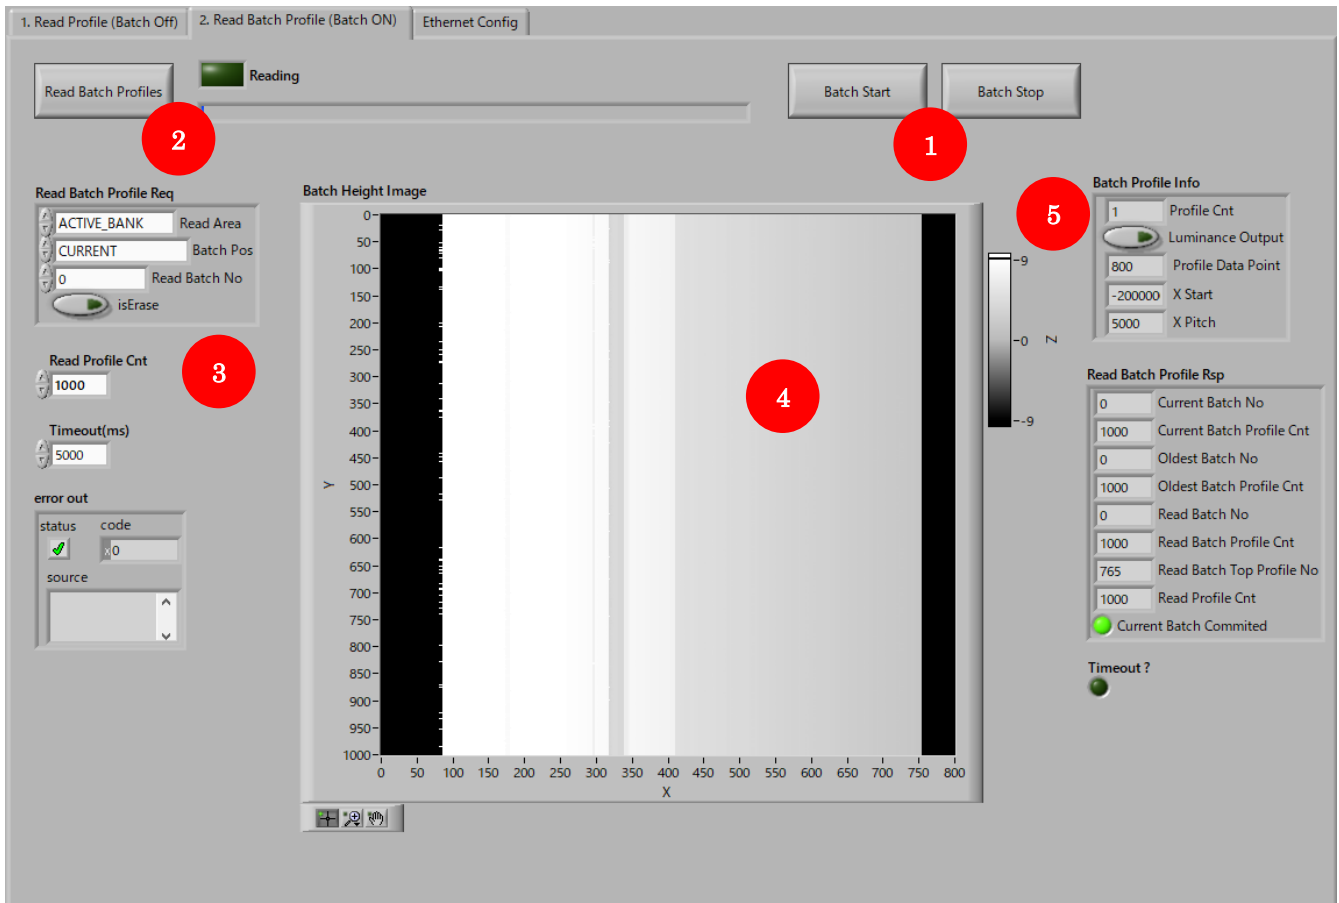 1. Read Profile (Batch Off)
2. Read Batch Profile (Batch ON)
Ethernet Config
Read Batch Profiles
Reading
Batch Start
Batch Stop
2
1
Read Batch Profile Req
ACTIVE_BANK Read Area
CURRENT Batch Pos
0 Read Batch No
isErase
Read Profile Cnt
1000
3
Timeout(ms)
5000
error out
status code
x0
source
Batch Height Image
0
50
100
150
200
250
300
350
400
450
500
550
600
650
700
750
800
850
900
950
1000
Y
0 50 100 150 200 250 300 350 400 450 500 550 600 650 700 750 800
X
4
9
0
-9
Z
5
Batch Profile Info
1 Profile Cnt
Luminance Output
800 Profile Data Point
-200000 X Start
5000 X Pitch
Read Batch Profile Rsp
0 Current Batch No
1000 Current Batch Profile Cnt
0 Oldest Batch No
1000 Oldest Batch Profile Cnt
0 Read Batch No
1000 Read Batch Profile Cnt
765 Read Batch Top Profile No
1000 Read Profile Cnt
Current Batch Commited
Timeout ?